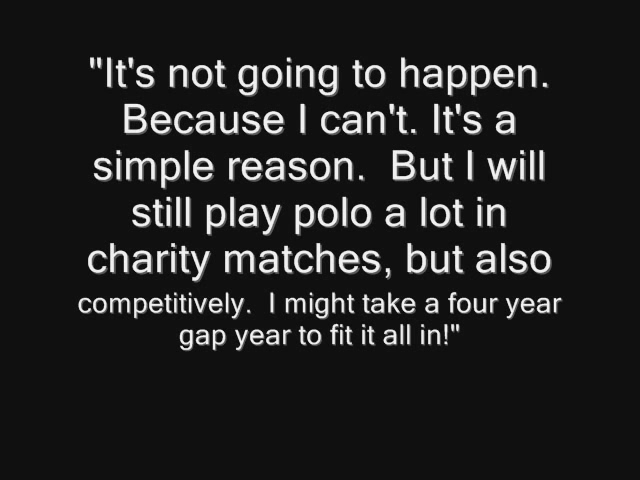 "It's not going to happen.
Because I can't. It's a
simple reason.  But I will
still play polo a lot in
charity matches, but also
competitively.  I might take a four year
gap year to fit it all in!"